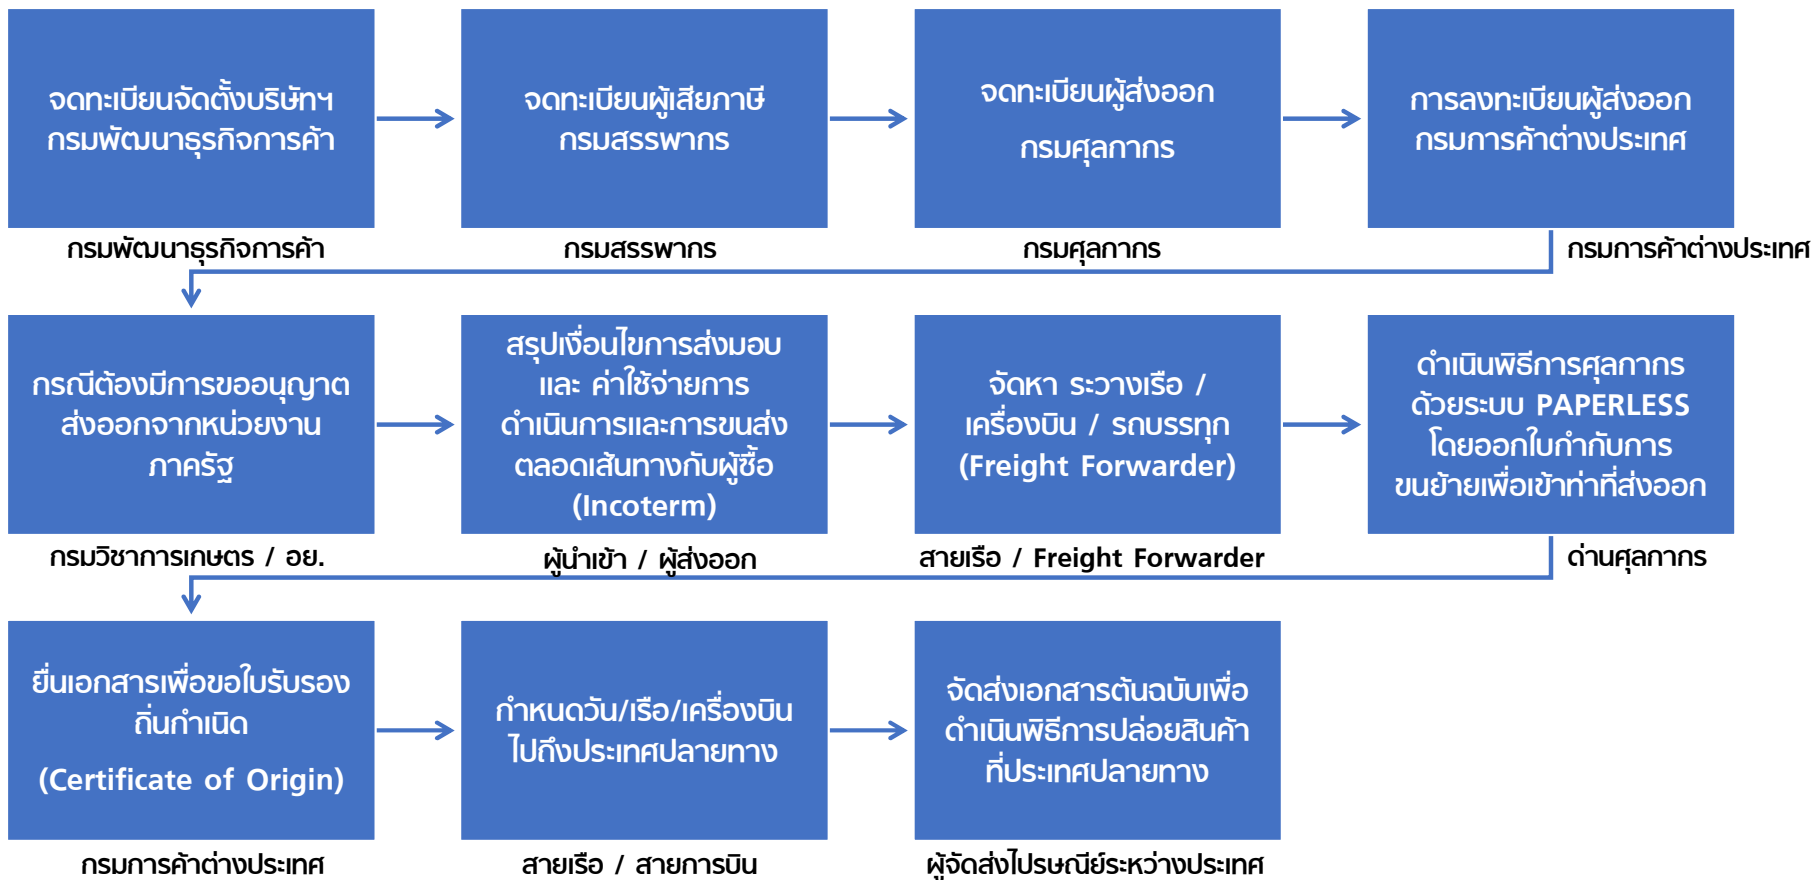 จดทะเบียนจัดตั้งบริษัทฯ
กรมพัฒนาธุรกิจการค้า
จดทะเบียนผู้เสียภาษี
กรมสรรพากร
จดทะเบียนผู้ส่งออก
กรมศุลกากร
การลงทะเบียนผู้ส่งออก
กรมการค้าต่างประเทศ
กรมพัฒนาธุรกิจการค้า
กรมสรรพากร
กรมศุลกากร
กรมการค้าต่างประเทศ
กรณีต้องมีการขออนุญาต
ส่งออกจากหน่วยงาน
ภาครัฐ
สรุปเงื่อนไขการส่งมอบ
และ ค่าใช้จ่ายการ
ดำเนินการและการขนส่ง
ตลอดเส้นทางกับผู้ซื้อ
(Incoterm)
จัดหา ระวางเรือ /
เครื่องบิน / รถบรรทุก
(Freight Forwarder)
ดำเนินพิธีการศุลกากร
ด้วยระบบ PAPERLESS
โดยออกใบกำกับการ
ขนย้ายเพื่อเข้าท่าที่ส่งออก
กรมวิชาการเกษตร / อย.
ผู้นำเข้า / ผู้ส่งออก
สายเรือ / Freight Forwarder
ด่านศุลกากร
ยื่นเอกสารเพื่อขอใบรับรอง
ถิ่นกำเนิด
(Certificate of Origin)
กำหนดวัน/เรือ/เครื่องบิน
ไปถึงประเทศปลายทาง
จัดส่งเอกสารต้นฉบับเพื่อ
ดำเนินพิธีการปล่อยสินค้า
ที่ประเทศปลายทาง
กรมการค้าต่างประเทศ
สายเรือ / สายการบิน
ผู้จัดส่งไปรษณีย์ระหว่างประเทศ